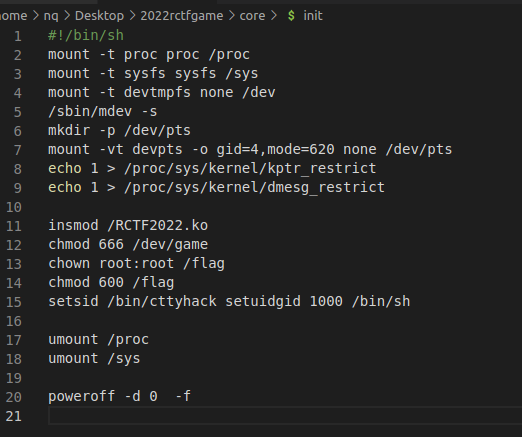 ome > nq > Desktop > 2022rctfgame > core > $ init
1 #!/bin/sh
2 mount -t proc proc /proc
3 mount -t sysfs sysfs /sys
4 mount -t devtmpfs none /dev
5 /sbin/mdev -s
6 mkdir -p /dev/pts
7 mount -vt devpts -o gid=4,mode=620 none /dev/pts
8 echo 1 > /proc/sys/kernel/kptr_restrict
9 echo 1 > /proc/sys/kernel/dmesg_restrict
10
11 insmod /RCTF2022.ko
12 chmod 666 /dev/game
13 chown root:root /flag
14 chmod 600 /flag
15 setsid /bin/cttyhack setuidgid 1000 /bin/sh
16
17 umount /proc
18 umount /sys
19
20 poweroff -d 0  -f
21